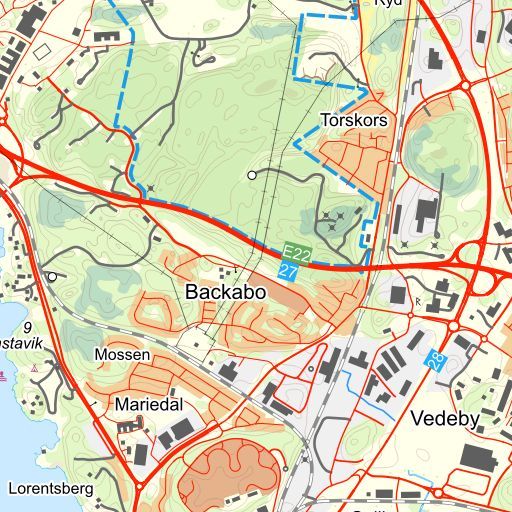 Ryd
Torskors
E22
27
Backabo
9
Mossen
28
Mariedal
Vedeby
Lorentsberg